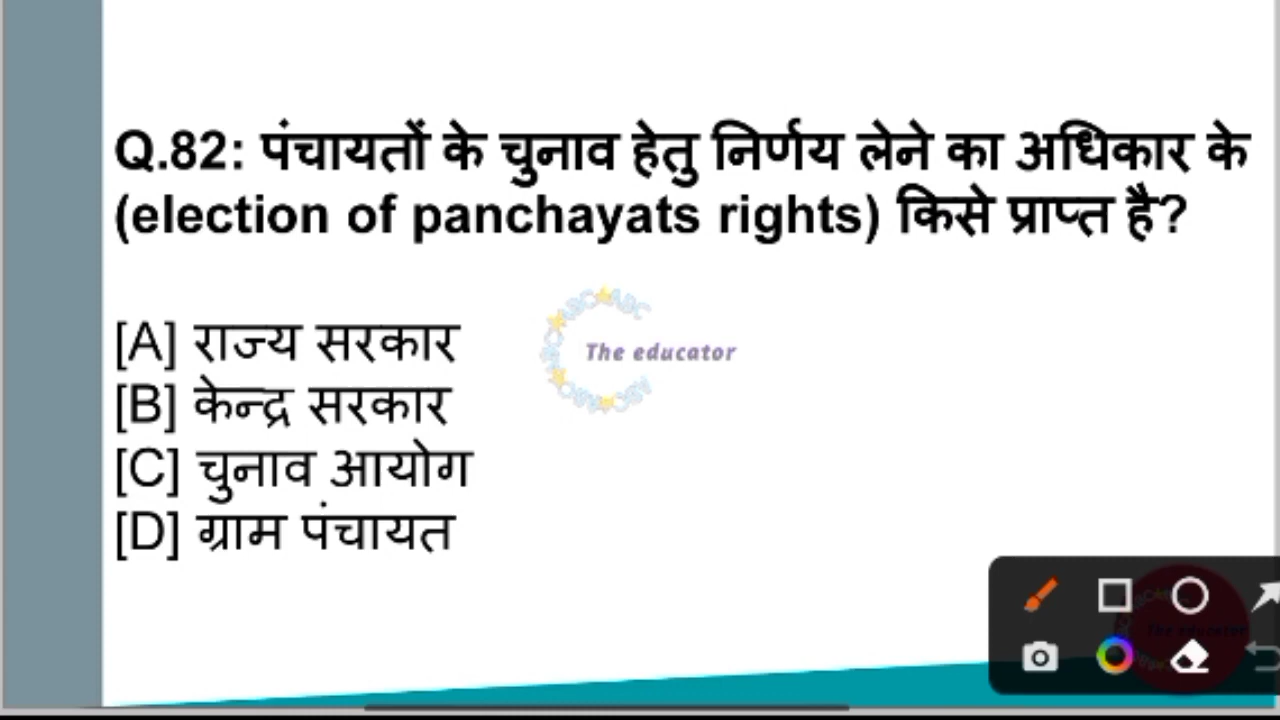 Q.82: पंचायतों के चुनाव हेतु निर्णय लेने का अधिकार के
(election of panchayats rights) किसे प्राप्त है?
[A] राज्य सरकार
The educator
[B] केन्द्र सरकार
[C] चुनाव आयोग
[D] ग्राम पंचायत